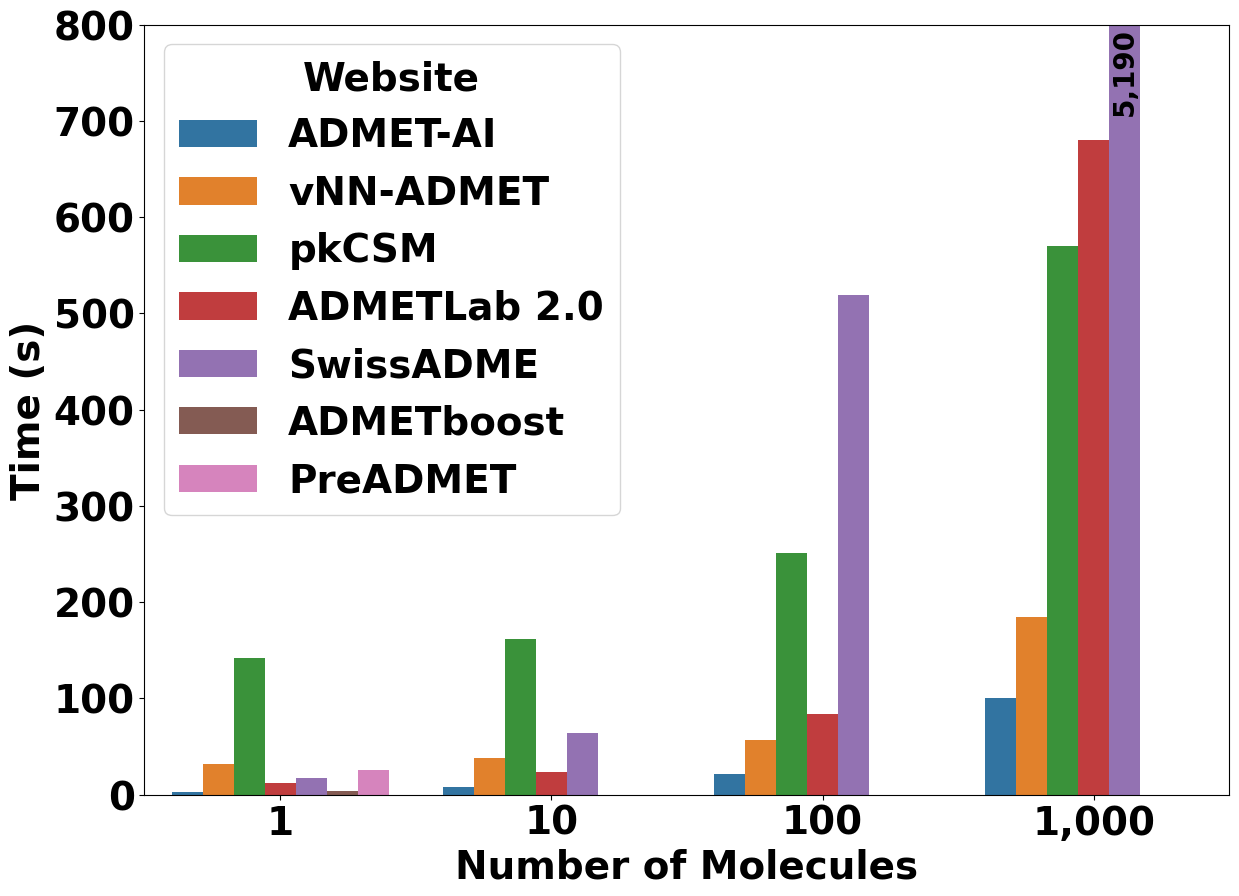 Time (s)
800
700
600
500
400
300
200
100
0
Website
ADMET-AI
vNN-ADMET
pkCSM
ADMETLab 2.0
SwissADME
ADMETboost
PreADMET
5,190
1
10
100
1,000
Number of Molecules